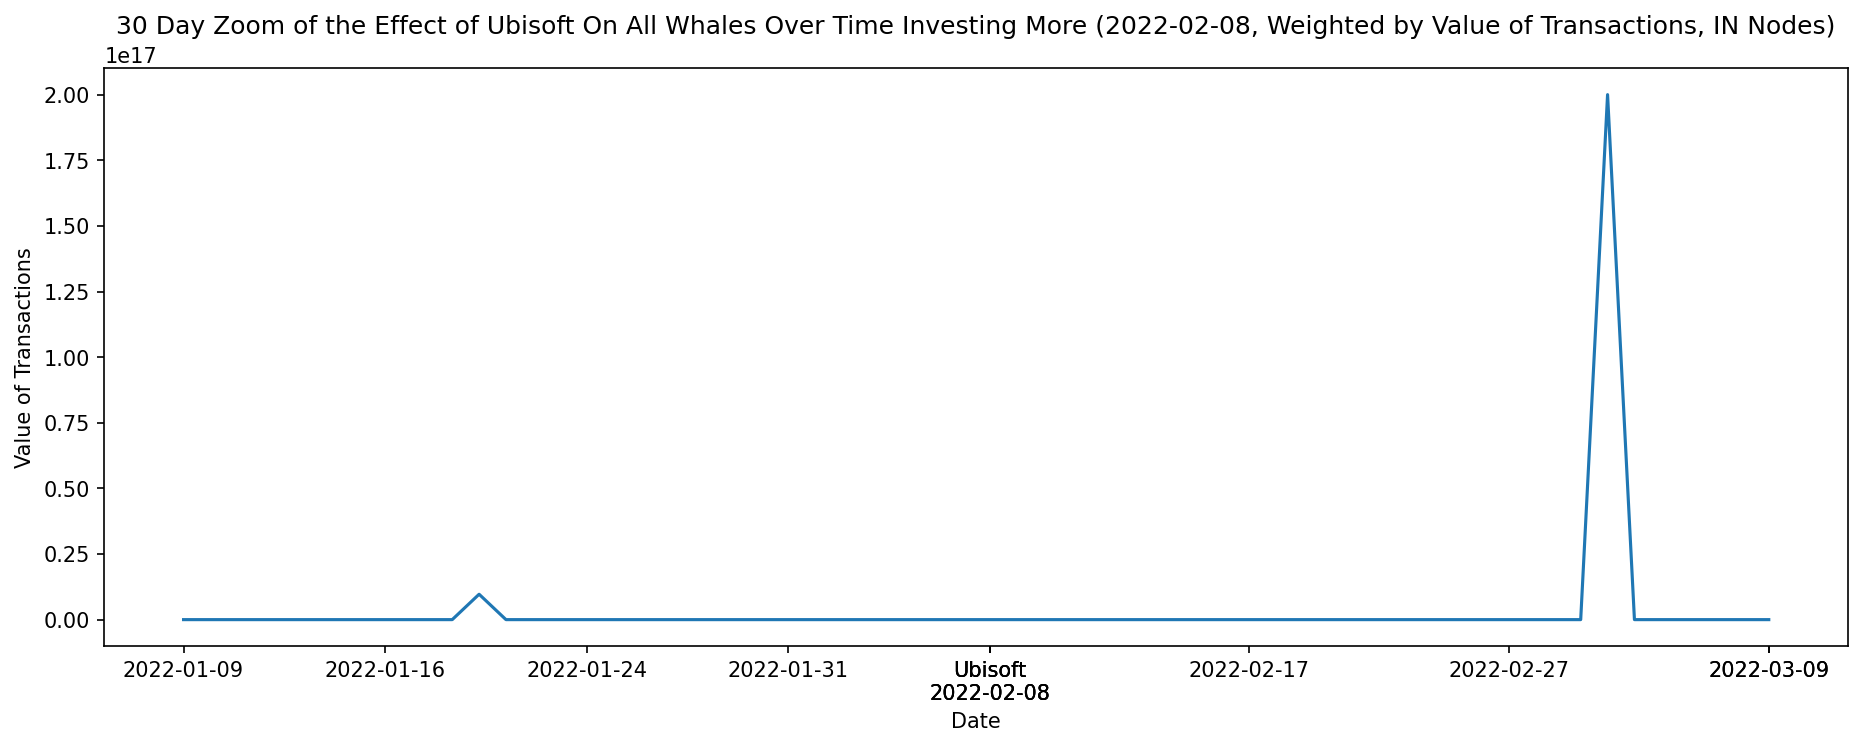 30 Day Zoom of the Effect of Ubisoft On All Whales Over Time Investing More (2022-02-08, Weighted by Value of Transactions, IN Nodes)
1e17
2.00
1.75
1.50
1.25
1.00
0.75
0.50
0.25
0.00
Value of Transactions
2022-01-09 2022-01-16 2022-01-24 2022-01-31 Ubisoft 2022-02-17 2022-02-27 2022-03-09
2022-02-08
Date